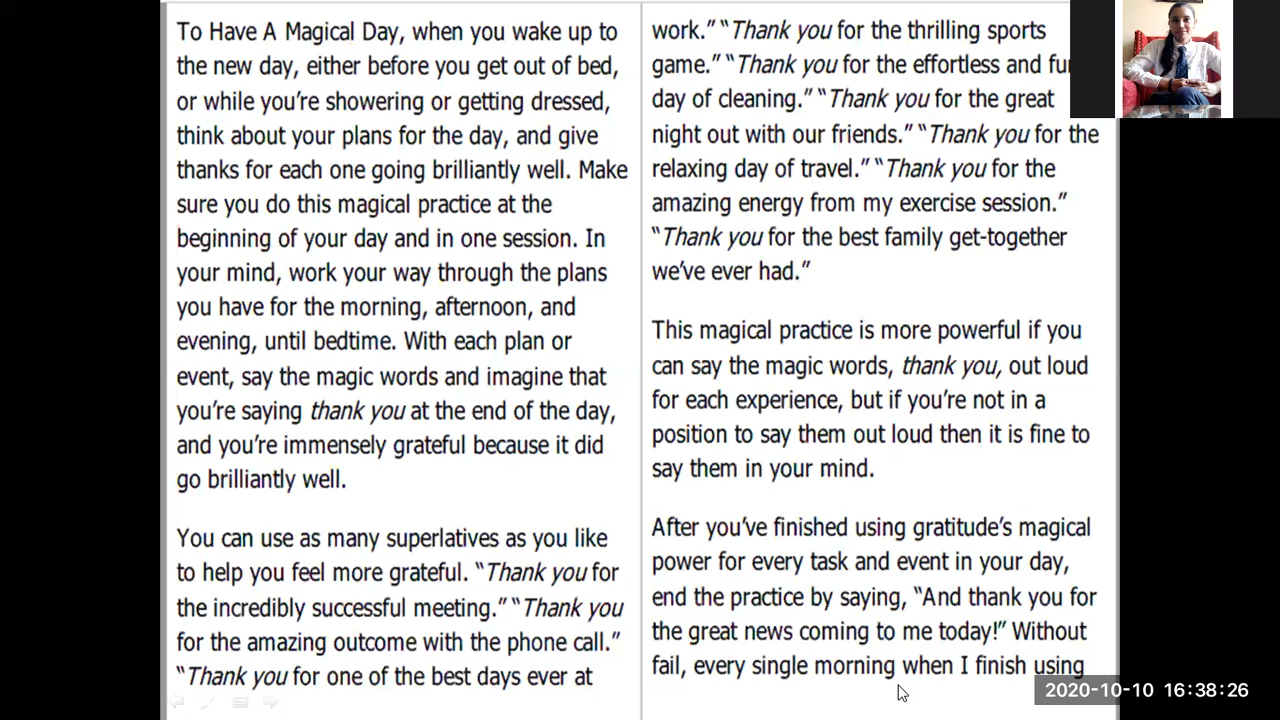 To Have A Magical Day, when you wake up to
the new day, either before you get out of bed,
or while you’re showering or getting dressed,
think about your plans for the day, and give
thanks for each one going brilliantly well. Make
sure you do this magical practice at the
beginning of your day and in one session. In
your mind, work your way through the plans
you have for the morning, afternoon, and
evening, until bedtime. With each plan or
event, say the magic words and imagine that
you’re saying thank you at the end of the day,
and you’re immensely grateful because it did
go brilliantly well.
You can use as many superlatives as you like
to help you feel more grateful. “Thank you for
the incredibly successful meeting.” “Thank you
for the amazing outcome with the phone call.”
“Thank you for one of the best days ever at
work.” “Thank you for the thrilling sports
game.” “Thank you for the effortless and
day of cleaning.” “Thank you for the great
night out with our friends.” “Thank you for the
relaxing day of travel.” “Thank you for the
amazing energy from my exercise session.”
“Thank you for the best family get-together
we’ve ever had.”
This magical practice is more powerful if you
can say the magic words, thank you, out loud
for each experience, but if you’re not in a
position to say them out loud then it is fine to
say them in your mind.
After you’ve finished using gratitude’s magical
power for every task and event in your day,
end the practice by saying, “And thank you for
the great news coming to me today!” Without
fail, every single morning when I finish using
2020-10-10 16:38:26